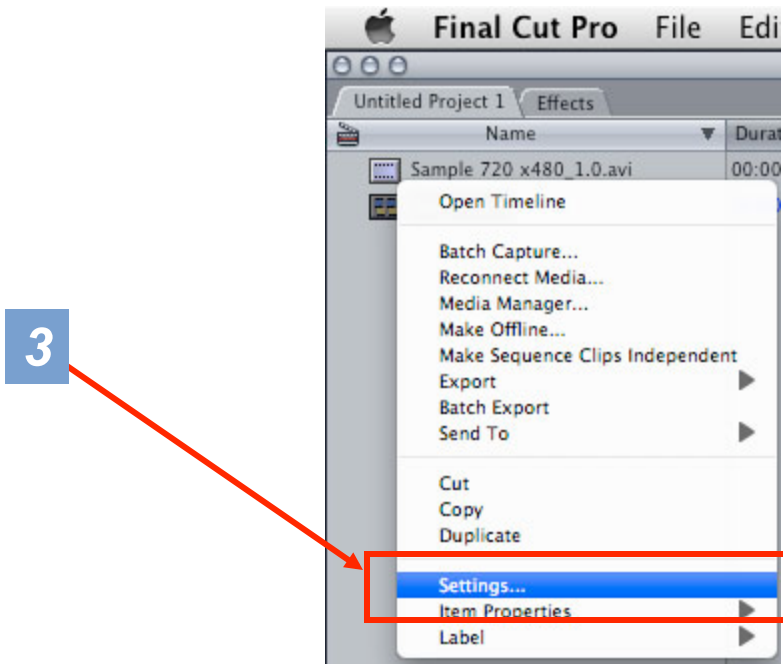 Final Cut Pro File Edi
Untitled Project 1 Effects
Name Durat
Sample 720 x480_1.0.avi 00:00
Open Timeline
Batch Capture...
Reconnect Media...
Media Manager...
Make Offline...
Make Sequence Clips Independent
Export
Batch Export
Send To
Cut
Copy
Duplicate
3
Settings...
Item Properties
Label